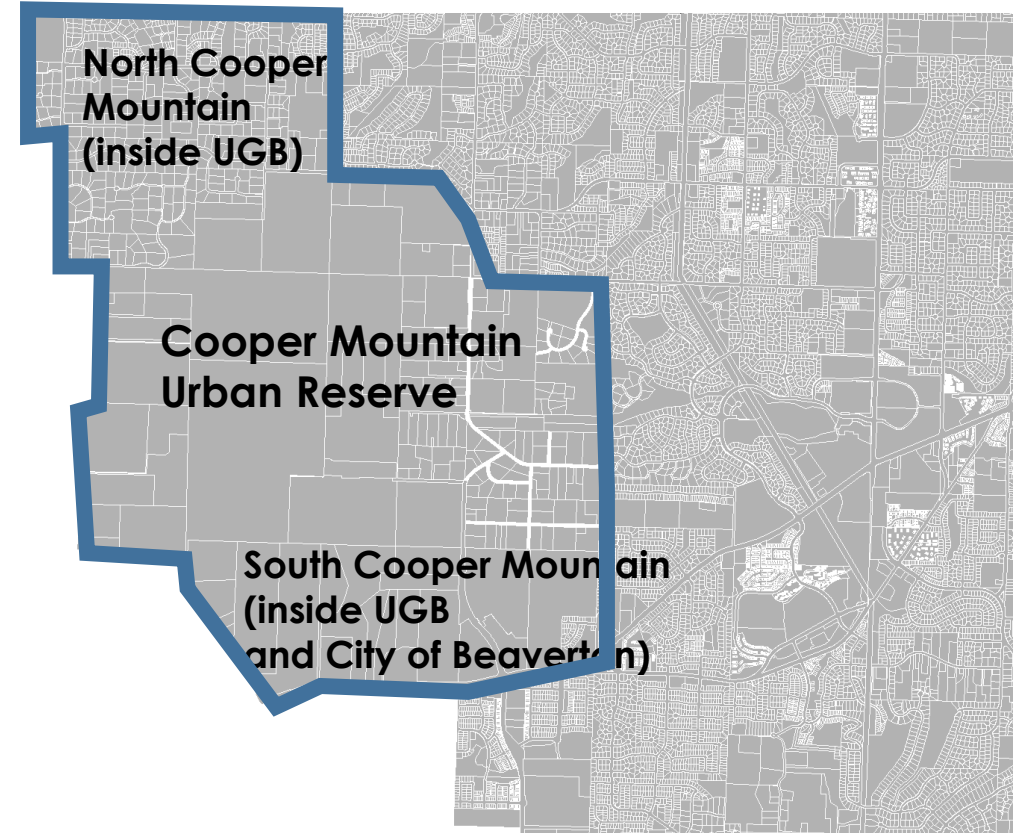 North Cooper
Mountain
(inside UGB)
Cooper Mountain
Urban Reserve
South Cooper Mountain
(inside UGB
and City of Beaverton)